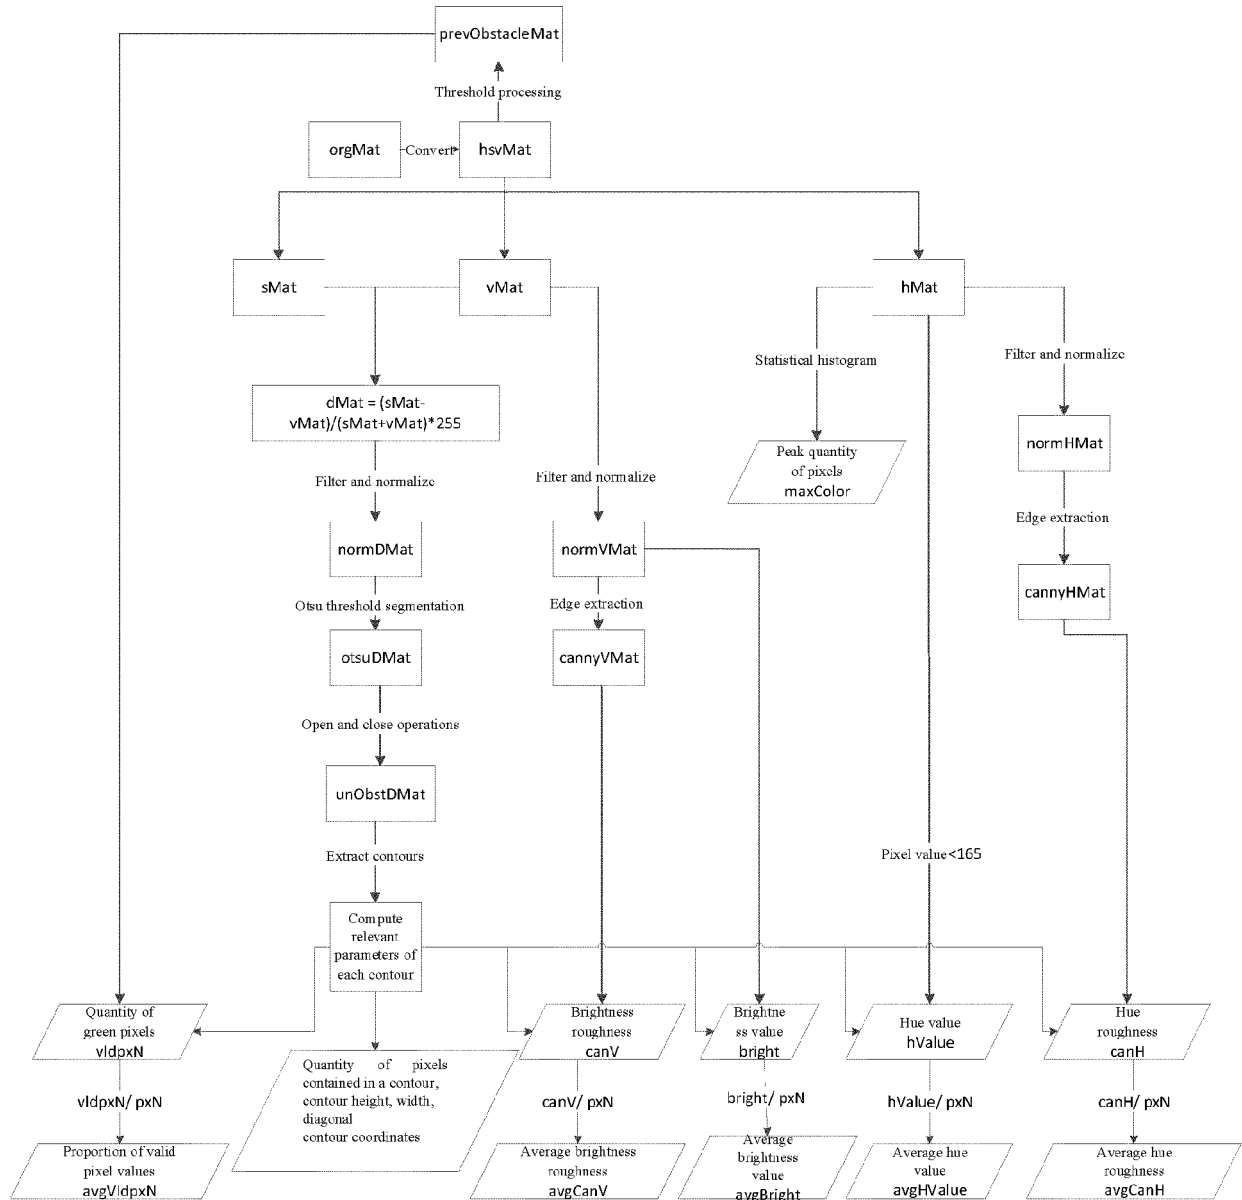 prevObstacleMat
Threshold processing
orgMat
Convert
hsvMat
sMat
vMat
hMat
Statistical histogram
Filter and normalize
dMat = (sMat-
vMat)/(sMat+vMat)*255
Peak quantity
of pixels
maxColor
normHMat
Filter and normalize
Filter and normalize
Edge extraction
normDMat
normVMat
cannyHMat
Otsu threshold segmentation
Edge extraction
otsuDMat
cannyVMat
Open and close operations
unObstDMat
Extract contours
Pixel value<165
Compute
relevant
parameters of
each contour
Quantity of
green pixels
vldpxN
Brightness
roughness
canV
Brightne
ss value
bright
Hue value
hValue
Hue
roughness
canH
Quantity of pixels
contained in a contour,
contour height, width,
diagonal
contour coordinates
vldpxN/ pxN
canV/ pxN
bright/ pxN
hValue/ pxN
canH/ pxN
Proportion of valid
pixel values
avgVldpxN
Average brightness
roughness
avgCanV
Average
brightness
value
avgBright
Average hue
value
avgHValue
Average hue
roughness
avgCanH